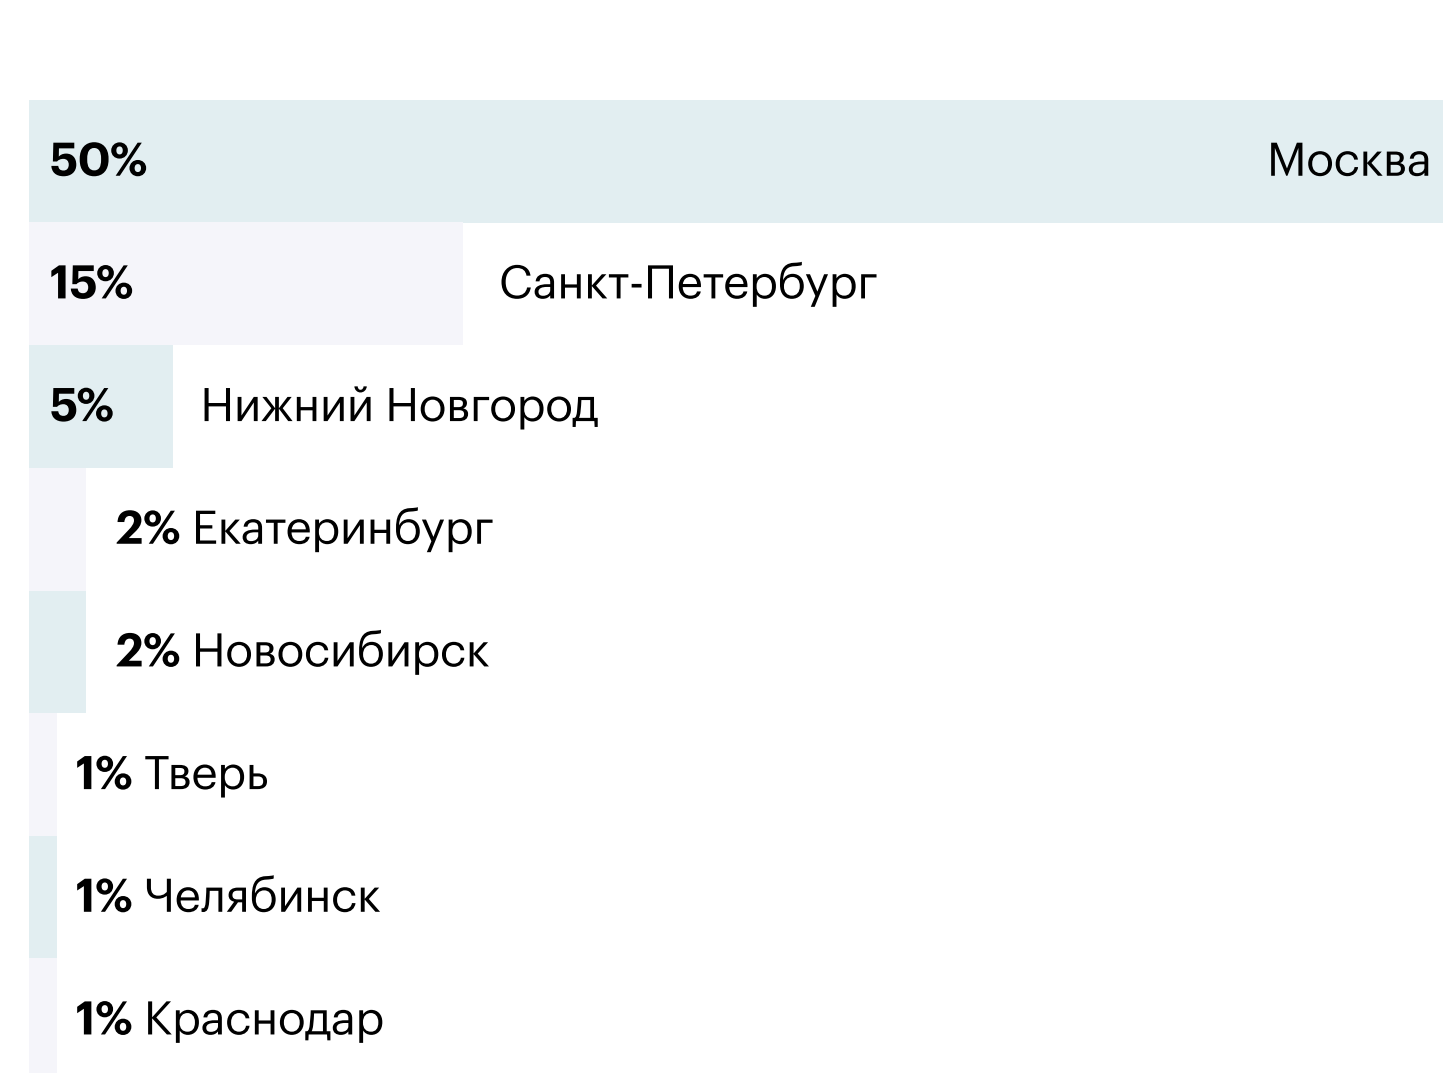 50% Москва
15% Санкт-Петербург
5% Нижний Новгород
2% Екатеринбург
2% Новосибирск
1% Тверь
1% Челябинск
1% Краснодар